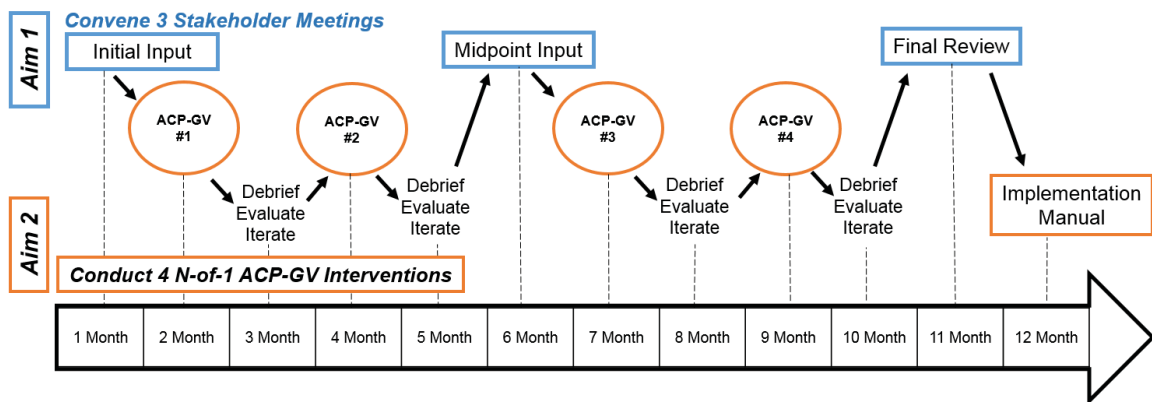 Aim 1
Convene 3 Stakeholder Meetings
Initial Input
Midpoint Input
Final Review
ACP-GV
#1
ACP-GV
#2
ACP-GV
#3
ACP-GV
#4
Debrief
Evaluate
Iterate
Debrief
Evaluate
Iterate
Debrief
Evaluate
Iterate
Debrief
Evaluate
Iterate
Implementation
Manual
Aim 2
Conduct 4 N-of-1 ACP-GV Interventions
1 Month
2 Month
3 Month
4 Month
5 Month
6 Month
7 Month
8 Month
9 Month
10 Month
11 Month
12 Month